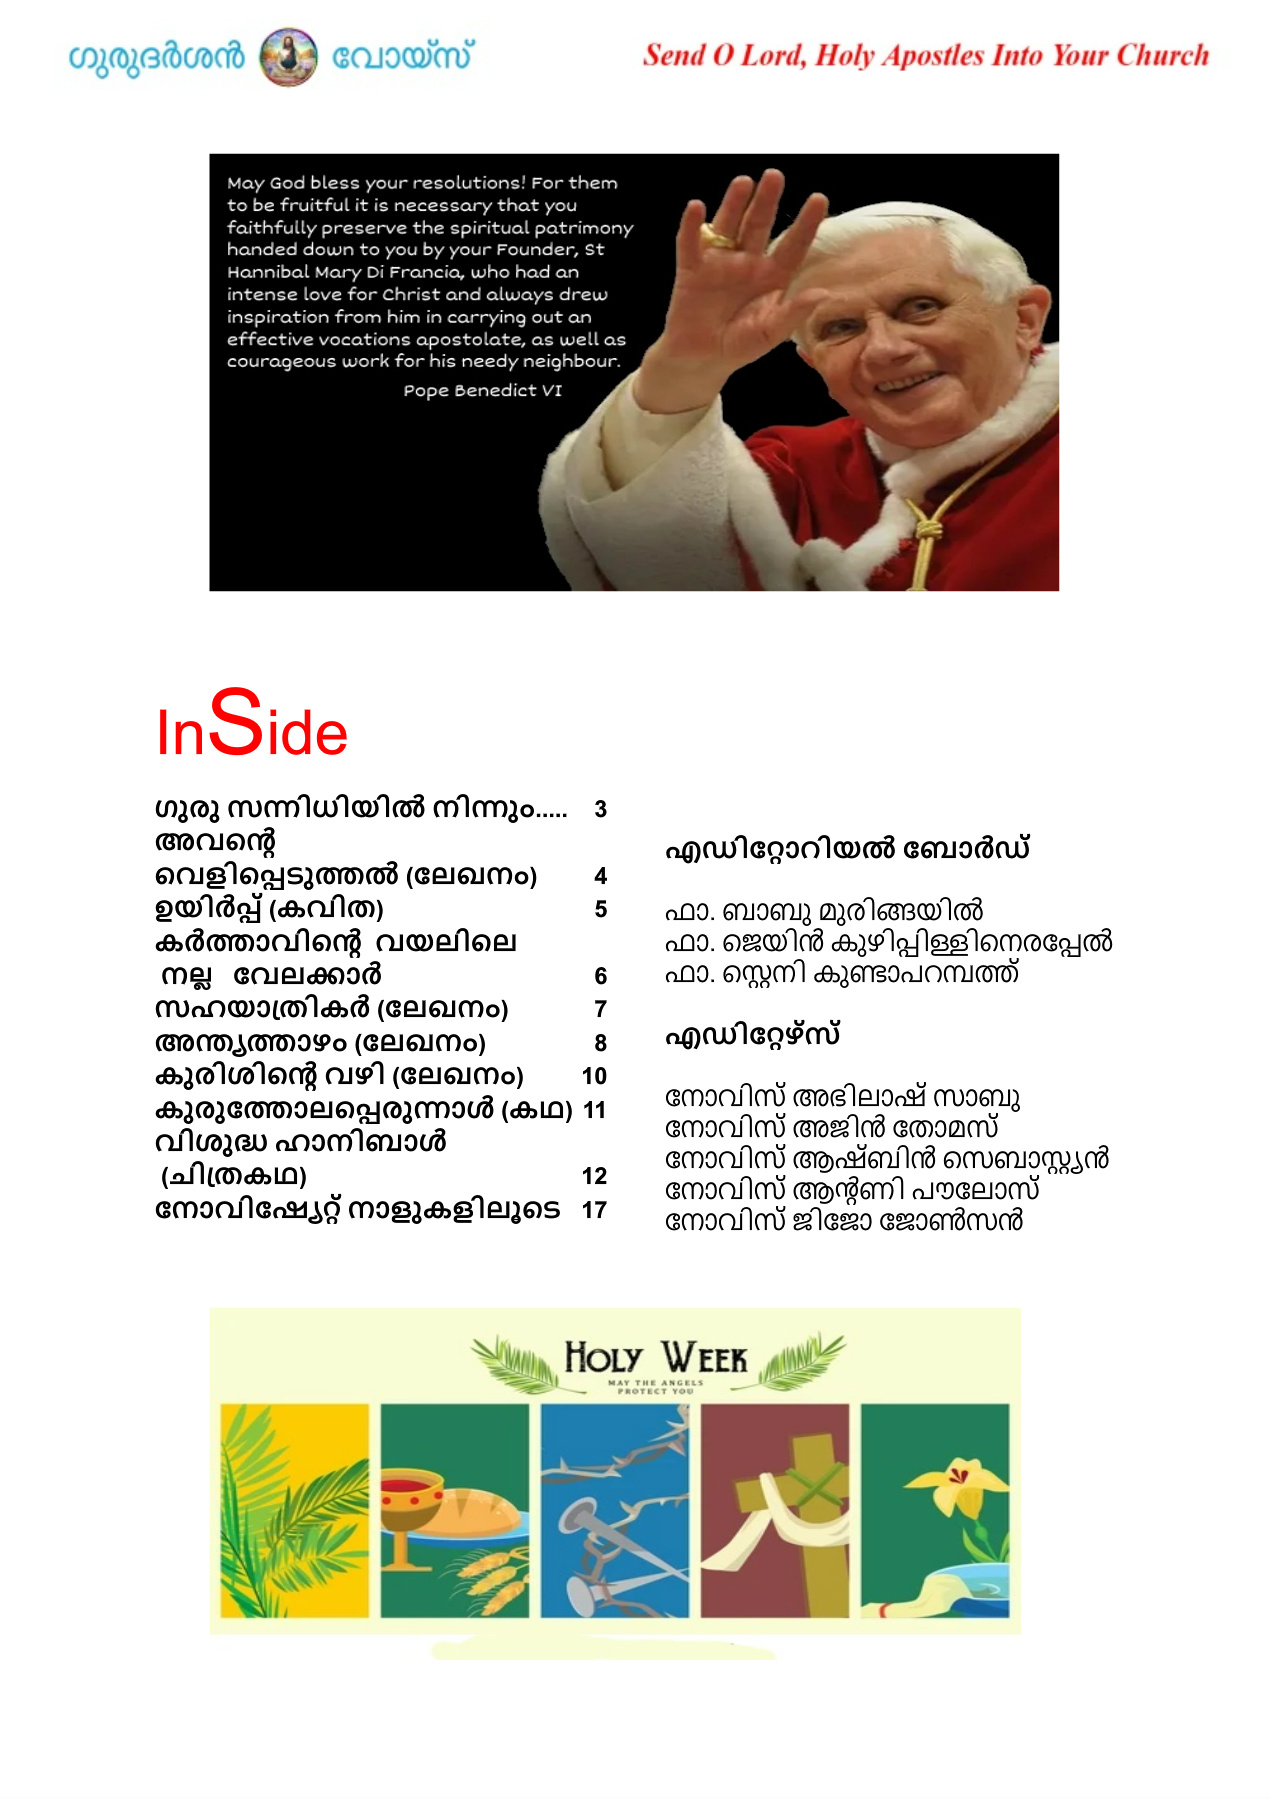 ഗുരുദർശൻ വോയ്സ്
Send O Lord, Holy Apostles Into Your Church
May God bless your resolutions! For them
to be fruitful it is necessary that you
faithfully preserve the spiritual patrimony
handed down to you by your Founder, St
Hannibal Mary Di Francia, who had an
intense love for Christ and always drew
inspiration from him in carrying out an
effective vocations apostolate, as well as
courageous work for his needy neighbour.
Pope Benedict VI
InSide
ഗുരു സന്നിധിയിൽ നിന്നും..... 3
അവന്റെ
വെളിപ്പെടുത്തൽ (ലേഖനം) 4
ഉയിർപ്പ് (കവിത) 5
കർത്താവിന്റെ വയലിലെ
നല്ല വേലക്കാർ 6
സഹയാത്രികർ (ലേഖനം) 7
അന്ത്യത്താഴം (ലേഖനം) 8
കുരിശിന്റെ വഴി (ലേഖനം) 10
കുരുത്തോലപ്പെരുന്നാൾ (കഥ) 11
വിശുദ്ധ ഹാനിബാൾ
(ചിത്രകഥ) 12
നോവിഷ്യേറ്റ് നാളുകളിലൂടെ 17
എഡിറ്റോറിയൽ ബോർഡ്
ഫാ. ബാബു മുരിങ്ങയിൽ
ഫാ. ജെയിൻ കുഴിപ്പിള്ളിനെരപ്പേൽ
ഫാ. സ്റ്റെനി കുണ്ടാപറമ്പത്ത്
എഡിറ്റേഴ്സ്
നോവിസ് അഭിലാഷ് സാബു
നോവിസ് അജിൻ തോമസ്
നോവിസ് ആഷ്ബിൻ സെബാസ്റ്റ്യൻ
നോവിസ് ആന്റണി പൗലോസ്
നോവിസ് ജിജോ ജോൺസൻ
HOLY WEEK
MAY THE ANGELS
PROTECT YOU